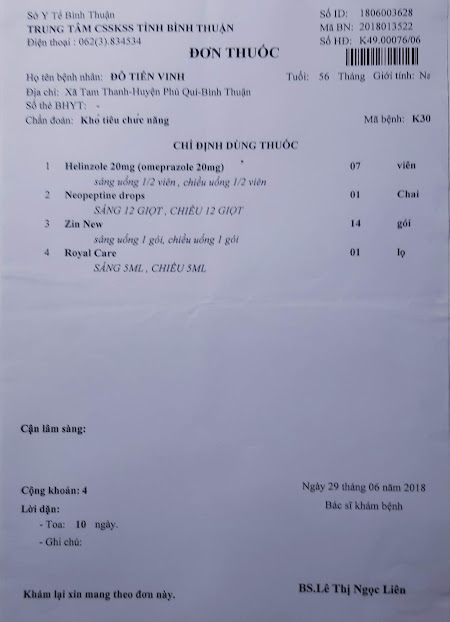 Sở Y Tế Bình Thuận
TRUNG TÂM CSSKSS TỈNH BÌNH THUẬN
Điện thoại : 062(3).834534
Số ID: 1806003628
Mã BN: 2018013522
Số HĐ: K49.00076/06
ĐƠN THUỐC
Họ tên bệnh nhân: ĐỖ TIẾN VINH Tuổi: 56 Tháng Giới tính: Na
Địa chỉ: Xã Tam Thanh-Huyện Phú Quí-Bình Thuận
Số thẻ BHYT: -
Chẩn đoán: Khó tiêu chức năng Mã bệnh: K30
CHỈ ĐỊNH DÙNG THUỐC
1 Helinzole 20mg (omeprazole 20mg) 07 viên
sáng uống 1/2 viên , chiều uống 1/2 viên
2 Neopeptine drops 01 Chai
SÁNG 12 GIỌT , CHIỀU 12 GIỌT
3 Zin New 14 gói
sáng uống 1 gói, chiều uống 1 gói
4 Royal Care 01 lọ
SÁNG 5ML , CHIỀU 5ML
Cận lâm sàng:
Cộng khoản: 4
Lời dặn:
- Toa: 10 ngày.
- Ghi chú:
Ngày 29 tháng 06 năm 2018
Bác sĩ khám bệnh
BS.Lê Thị Ngọc Liên
Khám lại xin mang theo đơn này.